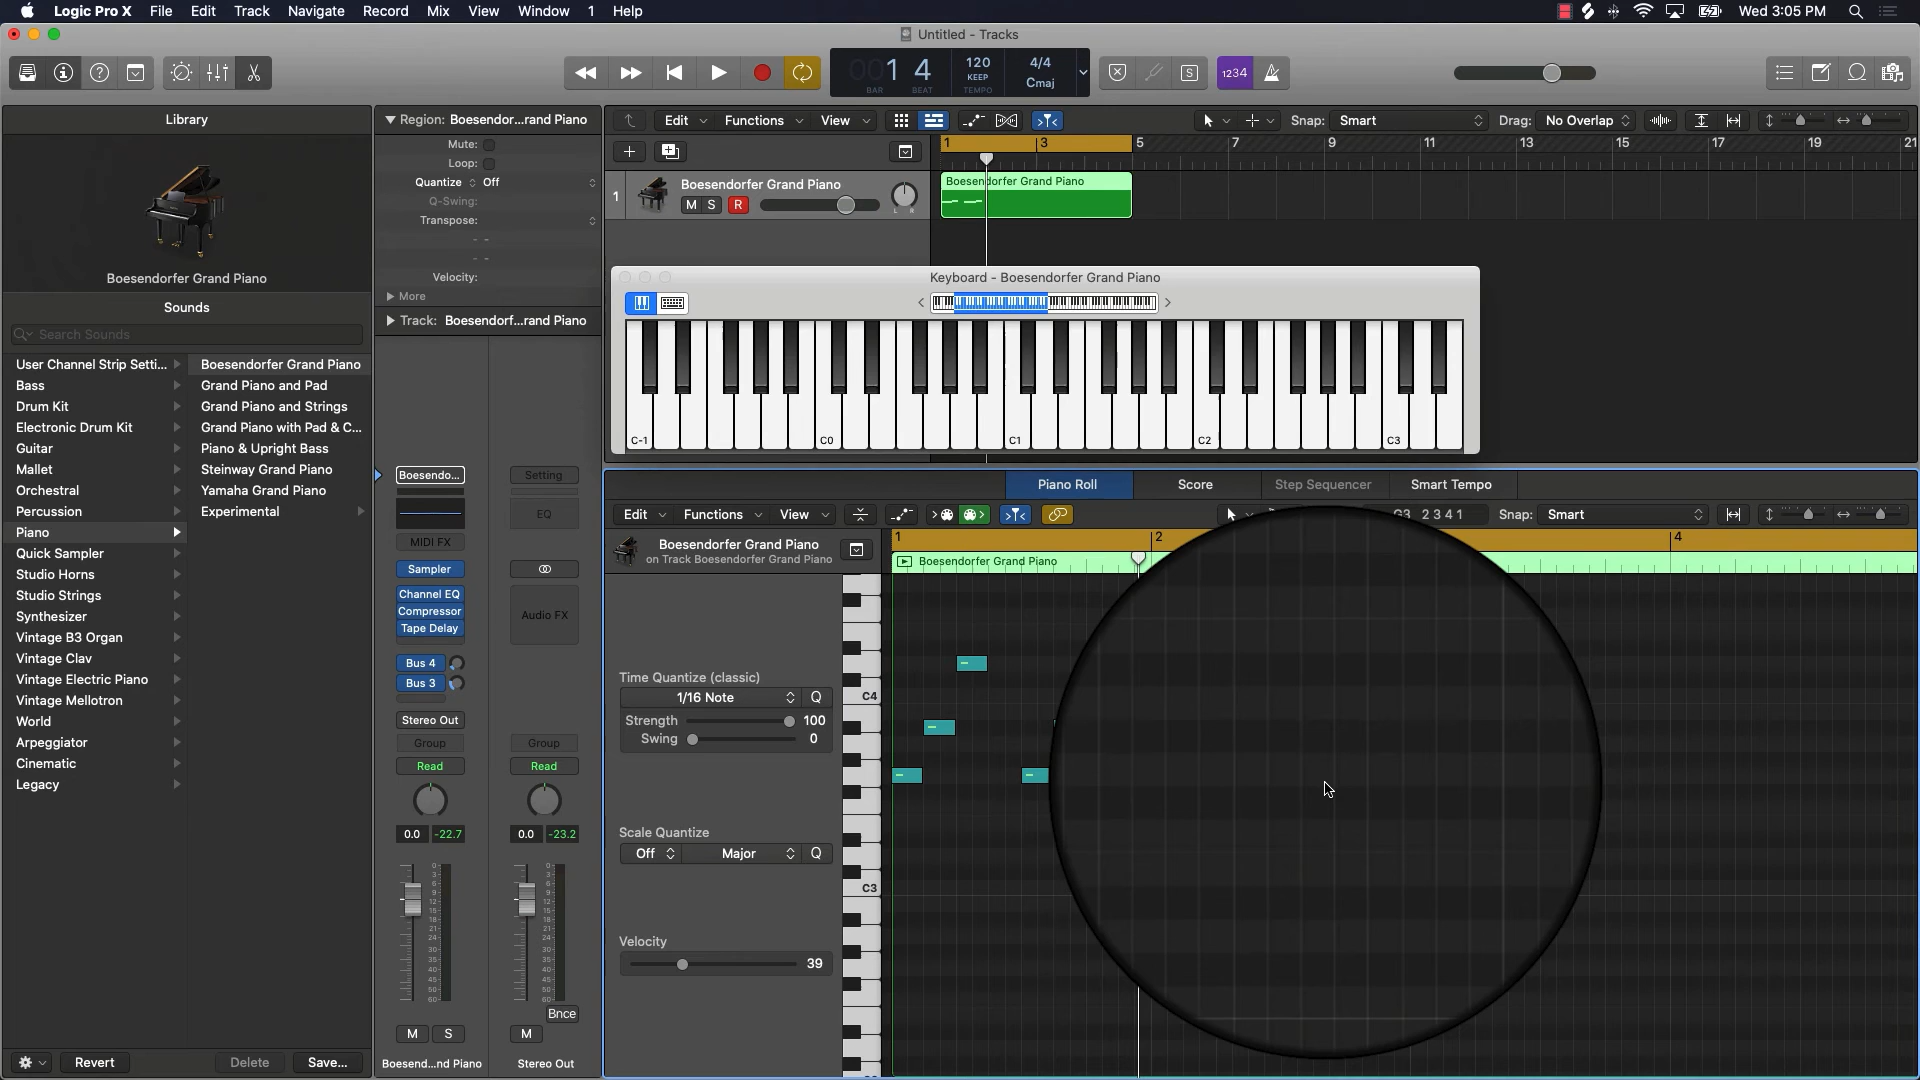 Logic Pro X File Edit Track Navigate Record Mix View Window 1 Help
Wed 3:05 PM
Untitled - Tracks
1 4
BAR BEAT
120
KEEP
TEMPO
4/4
Cmaj
S
1234
Library
Boesendorfer Grand Piano
Sounds
Search Sounds
User Channel Strip Setti...
Bass
Drum Kit
Electronic Drum Kit
Guitar
Mallet
Orchestral
Percussion
Piano
Quick Sampler
Studio Horns
Studio Strings
Synthesizer
Vintage B3 Organ
Vintage Clav
Vintage Electric Piano
Vintage Mellotron
World
Arpeggiator
Cinematic
Legacy
Boesendorfer Grand Piano
Grand Piano and Pad
Grand Piano and Strings
Grand Piano with Pad & C...
Piano & Upright Bass
Steinway Grand Piano
Yamaha Grand Piano
Experimental
Revert
Delete
Save...
Region: Boesendor...rand Piano
Mute:
Loop:
Quantize Off
Q-Swing:
Transpose:
Velocity:
More
Track: Boesendorf...rand Piano
Boesendo...
MIDI FX
Sampler
Channel EQ
Compressor
Tape Delay
Bus 4
Bus 3
Stereo Out
Group
Read
0.0 -22.7
M S
Boesend...nd Piano
Setting
EQ
Audio FX
Group
Read
0.0 -23.2
Bnce
M
Stereo Out
Edit Functions View
Snap: Smart
Drag: No Overlap
1 3 5 7 9 11 13 15 17 19 21
1
Boesendorfer Grand Piano
M S R
L R
Boesendorfer Grand Piano
Keyboard - Boesendorfer Grand Piano
C-1 C0 C1 C2 C3
Piano Roll Score Step Sequencer Smart Tempo
Edit Functions View
G3 2 3 4 1
Snap: Smart
1 2 4
Boesendorfer Grand Piano
on Track Boesendorfer Grand Piano
Boesendorfer Grand Piano
Time Quantize (classic)
1/16 Note Q
Strength 100
Swing 0
Scale Quantize
Off Major Q
Velocity
39
C4
C3